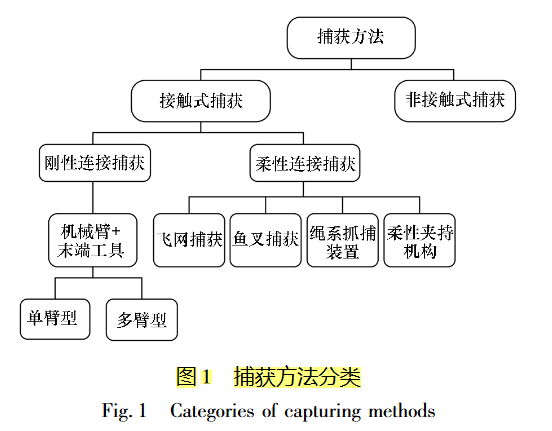 捕获方法
接触式捕获
非接触式捕获
刚性连接捕获
柔性连接捕获
机械臂+
末端工具
飞网捕获
鱼叉捕获
绳系抓捕
装置
柔性夹持
机构
单臂型
多臂型
图1 捕获方法分类
Fig. 1 Categories of capturing methods